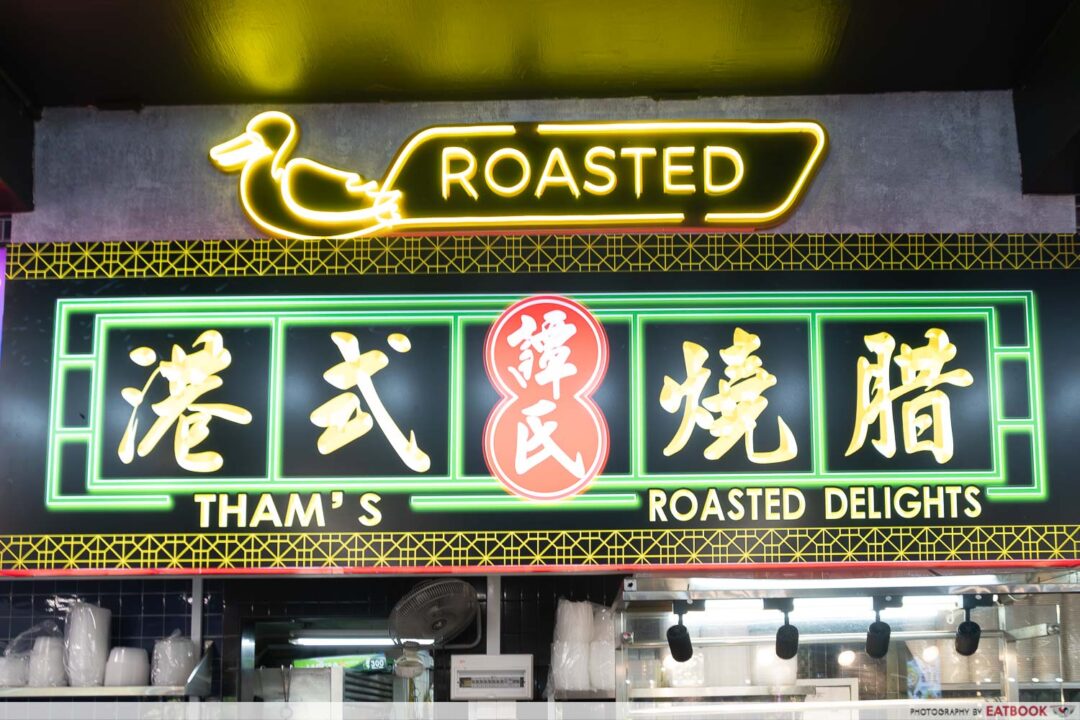 ROASTED
港式
譚氏
燒腊
THAM'S
ROASTED DELIGHTS
PHOTOGRAPHY BY EATBOOK